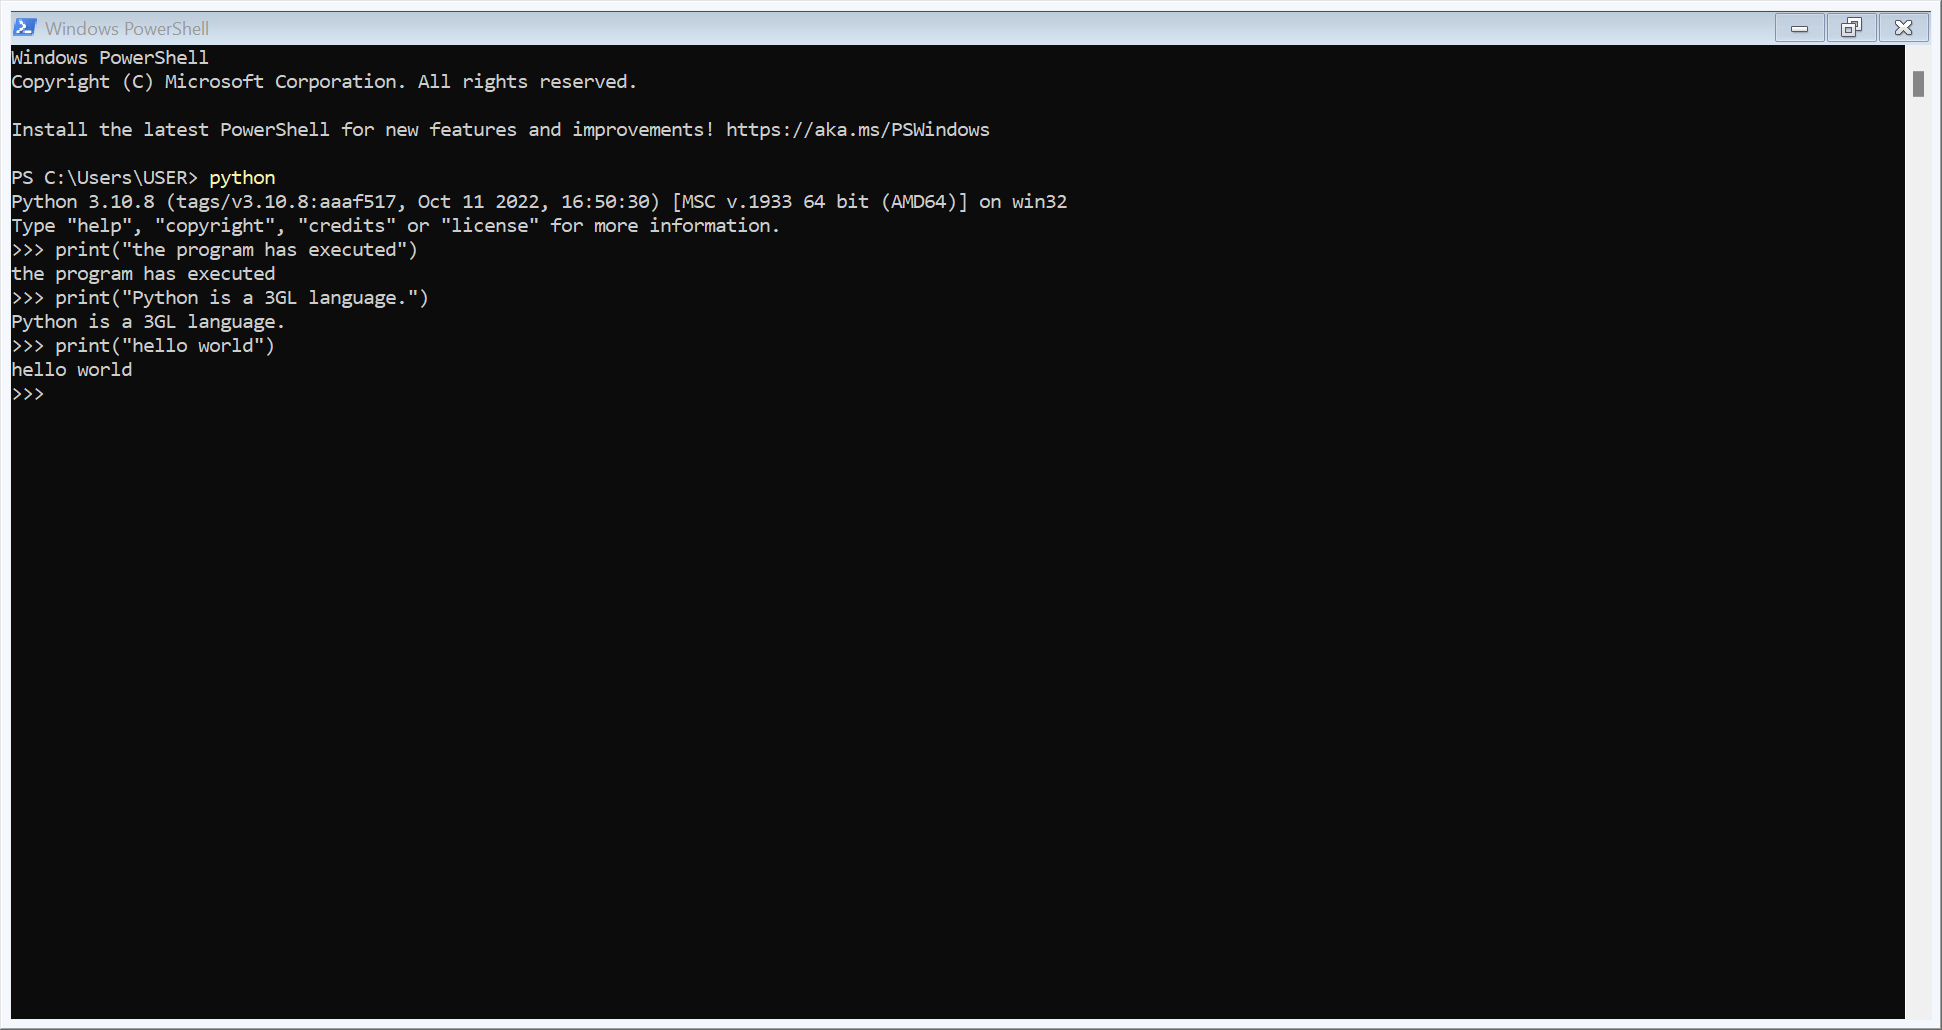 Windows PowerShell
Windows PowerShell
Copyright (C) Microsoft Corporation. All rights reserved.
Install the latest PowerShell for new features and improvements! https://aka.ms/PSWindows
PS C:\Users\USER> python
Python 3.10.8 (tags/v3.10.8:aaaf517, Oct 11 2022, 16:50:30) [MSC v.1933 64 bit (AMD64)] on win32
Type "help", "copyright", "credits" or "license" for more information.
>>> print("the program has executed")
the program has executed
>>> print("Python is a 3GL language.")
Python is a 3GL language.
>>> print("hello world")
hello world
>>>